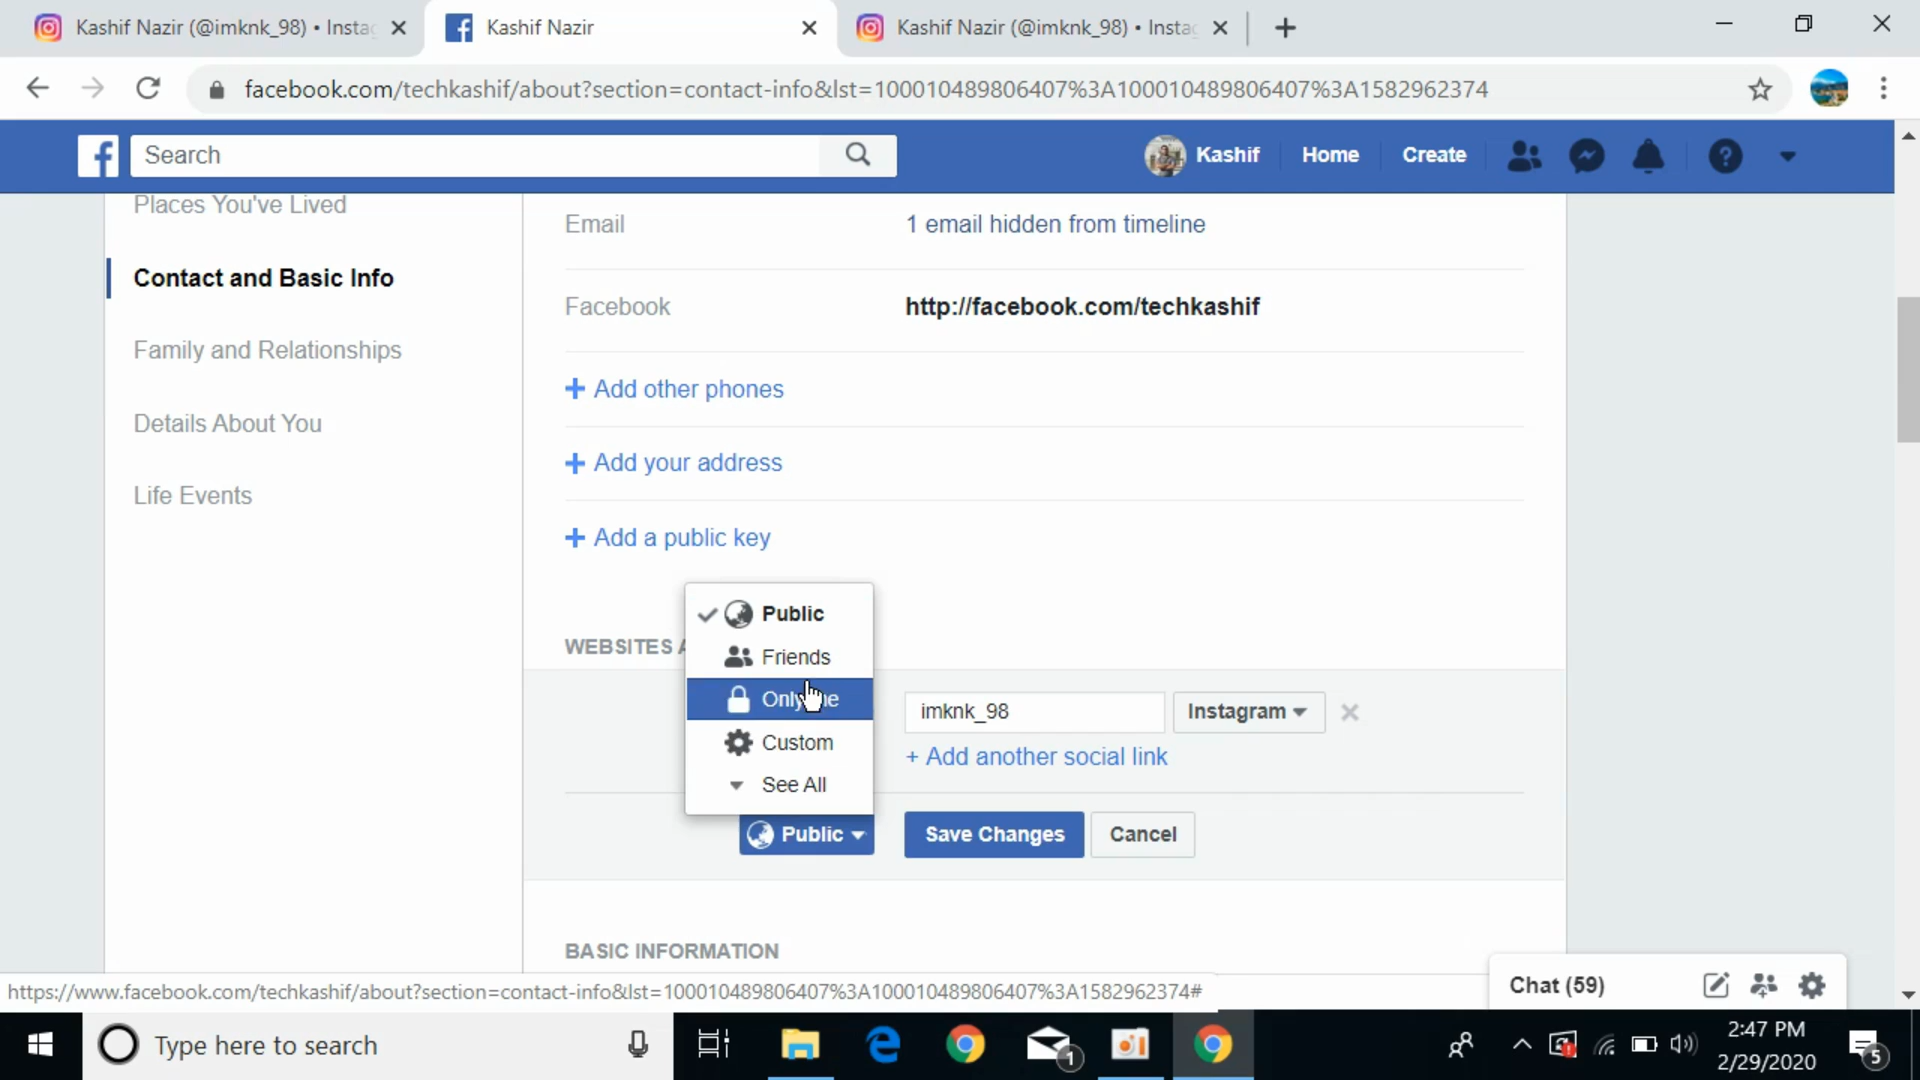 Kashif Nazir (@imknk_98) • Insta
Kashif Nazir
Kashif Nazir (@imknk_98) • Insta
facebook.com/techkashif/about?section=contact-info&lst=100010489806407%3A100010489806407%3A1582962374
Search
Kashif
Home
Create
Places You've Lived
Contact and Basic Info
Family and Relationships
Details About You
Life Events
Email
1 email hidden from timeline
Facebook
http://facebook.com/techkashif
+ Add other phones
+ Add your address
+ Add a public key
WEBSITES
Public
Friends
Only
Custom
See All
imknk_98
Instagram
+ Add another social link
Public
Save Changes
Cancel
BASIC INFORMATION
Chat (59)
https://www.facebook.com/techkashif/about?section=contact-info&lst=100010489806407%3A100010489806407%3A1582962374#
Type here to search
1
2:47 PM
2/29/2020
5